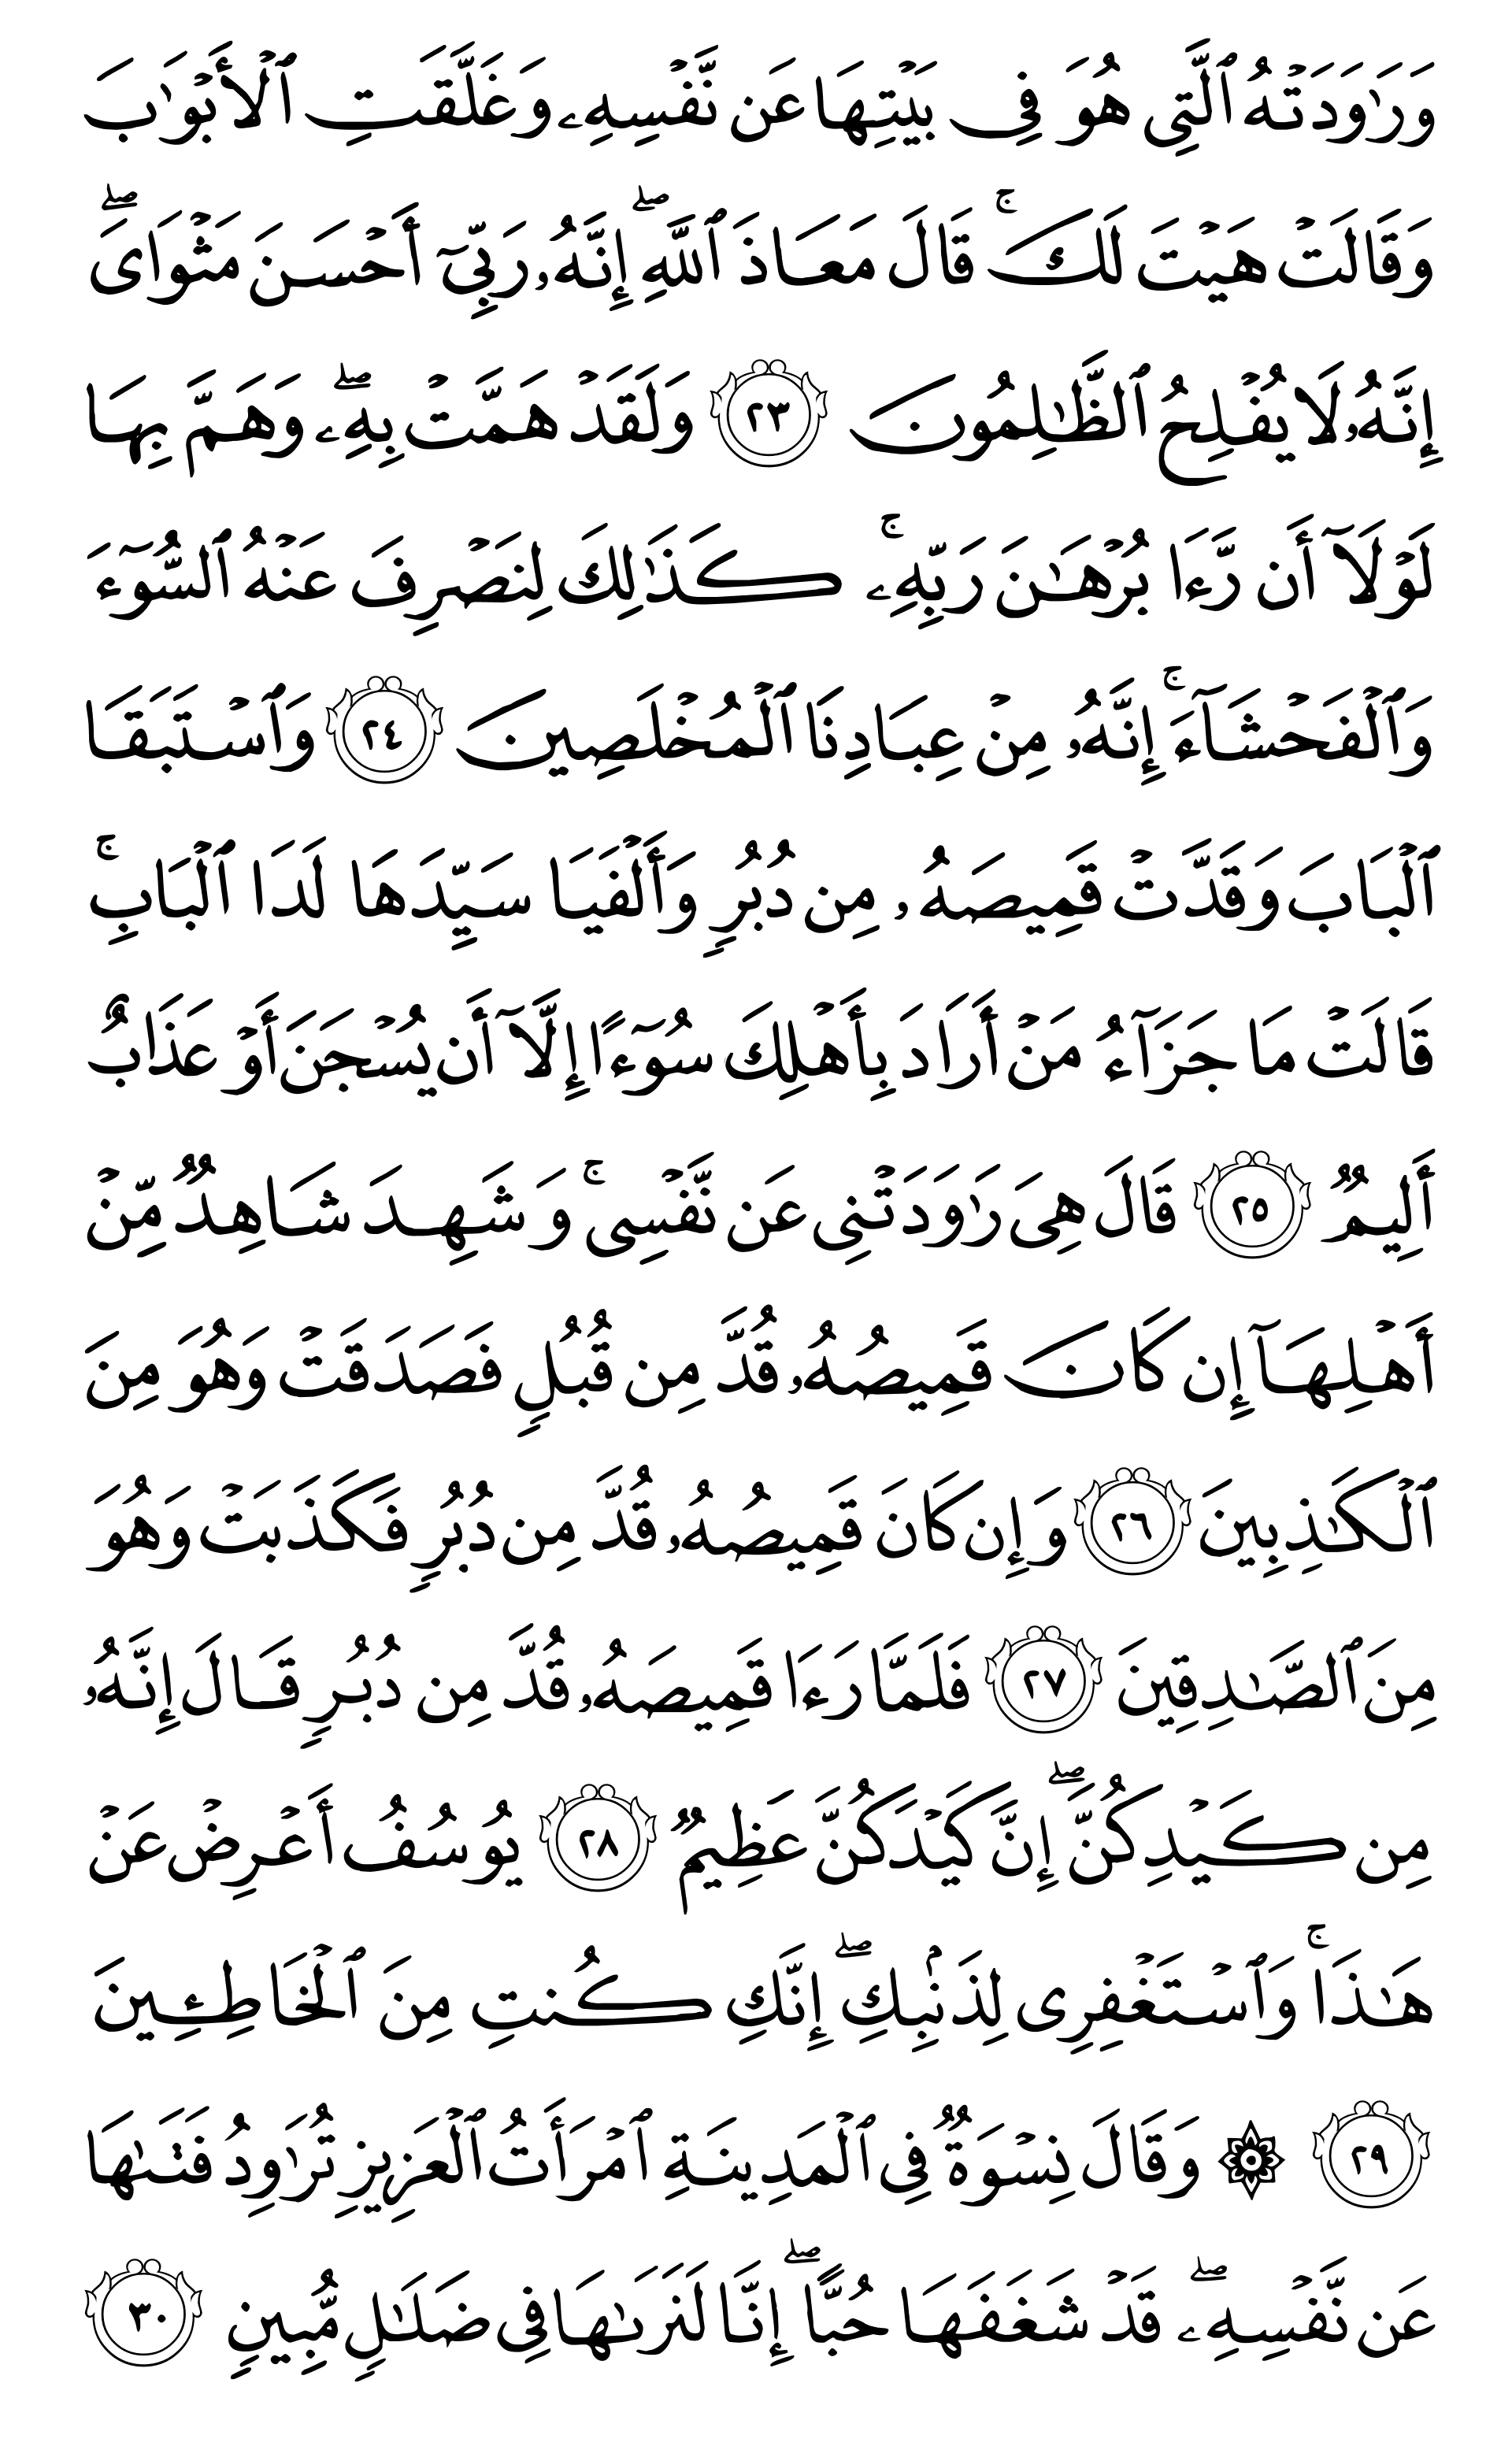 وَرَٰوَدَتْهُ ٱلَّتِى هُوَ فِى بَيْتِهَا عَن نَّفْسِهِۦ وَغَلَّقَتِ ٱلْأَبْوَٰبَ
وَقَالَتْ هَيْتَ لَكَ ۚ قَالَ مَعَاذَ ٱللَّهِ ۖ إِنَّهُۥ رَبِّىٓ أَحْسَنَ مَثْوَاىَ ۖ
إِنَّهُۥ لَا يُفْلِحُ ٱلظَّٰلِمُونَ ٢٣ وَلَقَدْ هَمَّتْ بِهِۦ ۖ وَهَمَّ بِهَا
لَوْلَآ أَن رَّءَا بُرْهَٰنَ رَبِّهِۦ ۚ كَذَٰلِكَ لِنَصْرِفَ عَنْهُ ٱلسُّوٓءَ
وَٱلْفَحْشَآءَ ۚ إِنَّهُۥ مِنْ عِبَادِنَا ٱلْمُخْلَصِينَ ٢٤ وَٱسْتَبَقَا
ٱلْبَابَ وَقَدَّتْ قَمِيصَهُۥ مِن دُبُرٍ وَأَلْفَيَا سَيِّدَهَا لَدَا ٱلْبَابِ ۚ
قَالَتْ مَا جَزَآءُ مَنْ أَرَادَ بِأَهْلِكَ سُوٓءًا إِلَّآ أَن يُسْجَنَ أَوْ عَذَابٌ
أَلِيمٌ ٢٥ قَالَ هِىَ رَٰوَدَتْنِى عَن نَّفْسِى ۚ وَشَهِدَ شَاهِدٌ مِّنْ
أَهْلِهَآ إِن كَانَ قَمِيصُهُۥ قُدَّ مِن قُبُلٍ فَصَدَقَتْ وَهُوَ مِنَ
ٱلْكَٰذِبِينَ ٢٦ وَإِن كَانَ قَمِيصُهُۥ قُدَّ مِن دُبُرٍ فَكَذَبَتْ وَهُوَ
مِنَ ٱلصَّٰدِقِينَ ٢٧ فَلَمَّا رَءَا قَمِيصَهُۥ قُدَّ مِن دُبُرٍ قَالَ إِنَّهُۥ
مِن كَيْدِكُنَّ ۖ إِنَّ كَيْدَكُنَّ عَظِيمٌ ٢٨ يُوسُفُ أَعْرِضْ عَنْ
هَٰذَا ۚ وَٱسْتَغْفِرِى لِذَنۢبِكِ ۖ إِنَّكِ كُنتِ مِنَ ٱلْخَاطِـِٔينَ
٢٩ ۞ وَقَالَ نِسْوَةٌ فِى ٱلْمَدِينَةِ ٱمْرَأَتُ ٱلْعَزِيزِ تُرَٰوِدُ فَتَىٰهَا
عَن نَّفْسِهِۦ ۖ قَدْ شَغَفَهَا حُبًّا ۖ إِنَّا لَنَرَىٰهَا فِى ضَلَٰلٍ مُّبِينٍ ٣٠